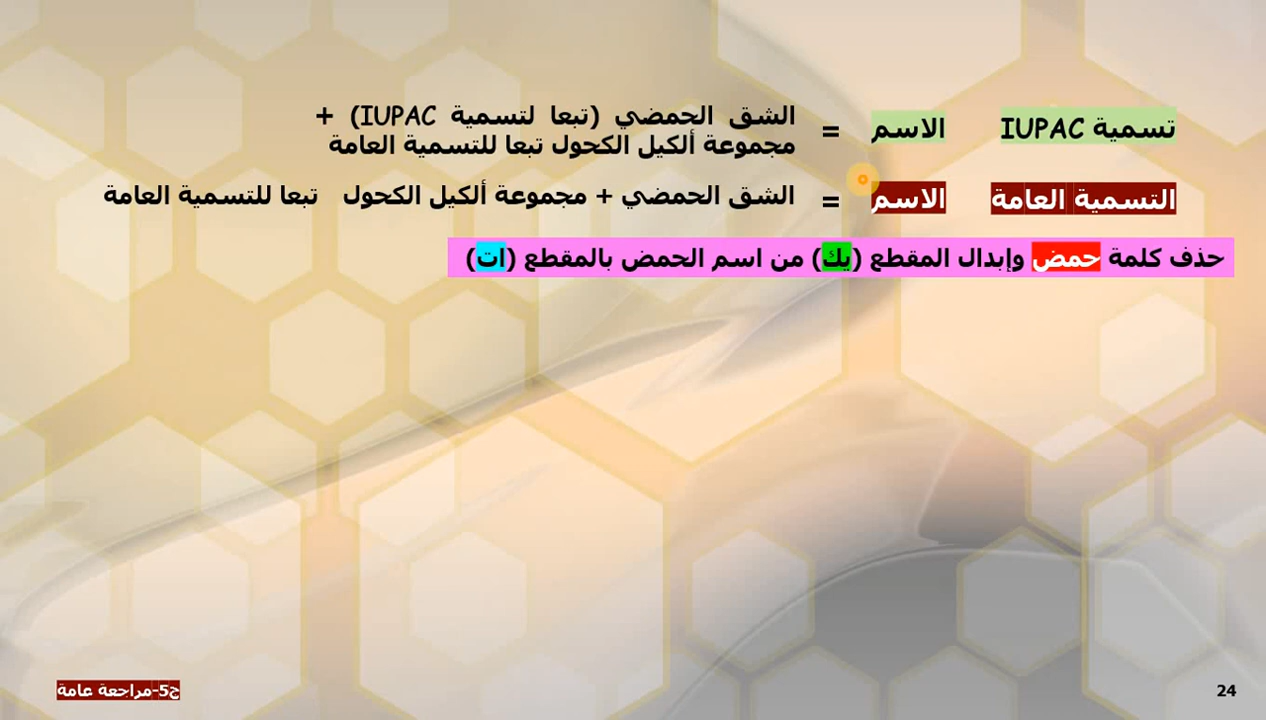 تسمية IUPAC الاسم = الشق الحمضي (تبعا لتسمية IUPAC) +
مجموعة ألكيل الكحول تبعا للتسمية العامة
التسمية العامة الاسم = الشق الحمضي + مجموعة ألكيل الكحول تبعا للتسمية العامة
حذف كلمة حمض وإبدال المقطع (يك) من اسم الحمض بالمقطع (ات)
ج5-مراجعة عامة
24